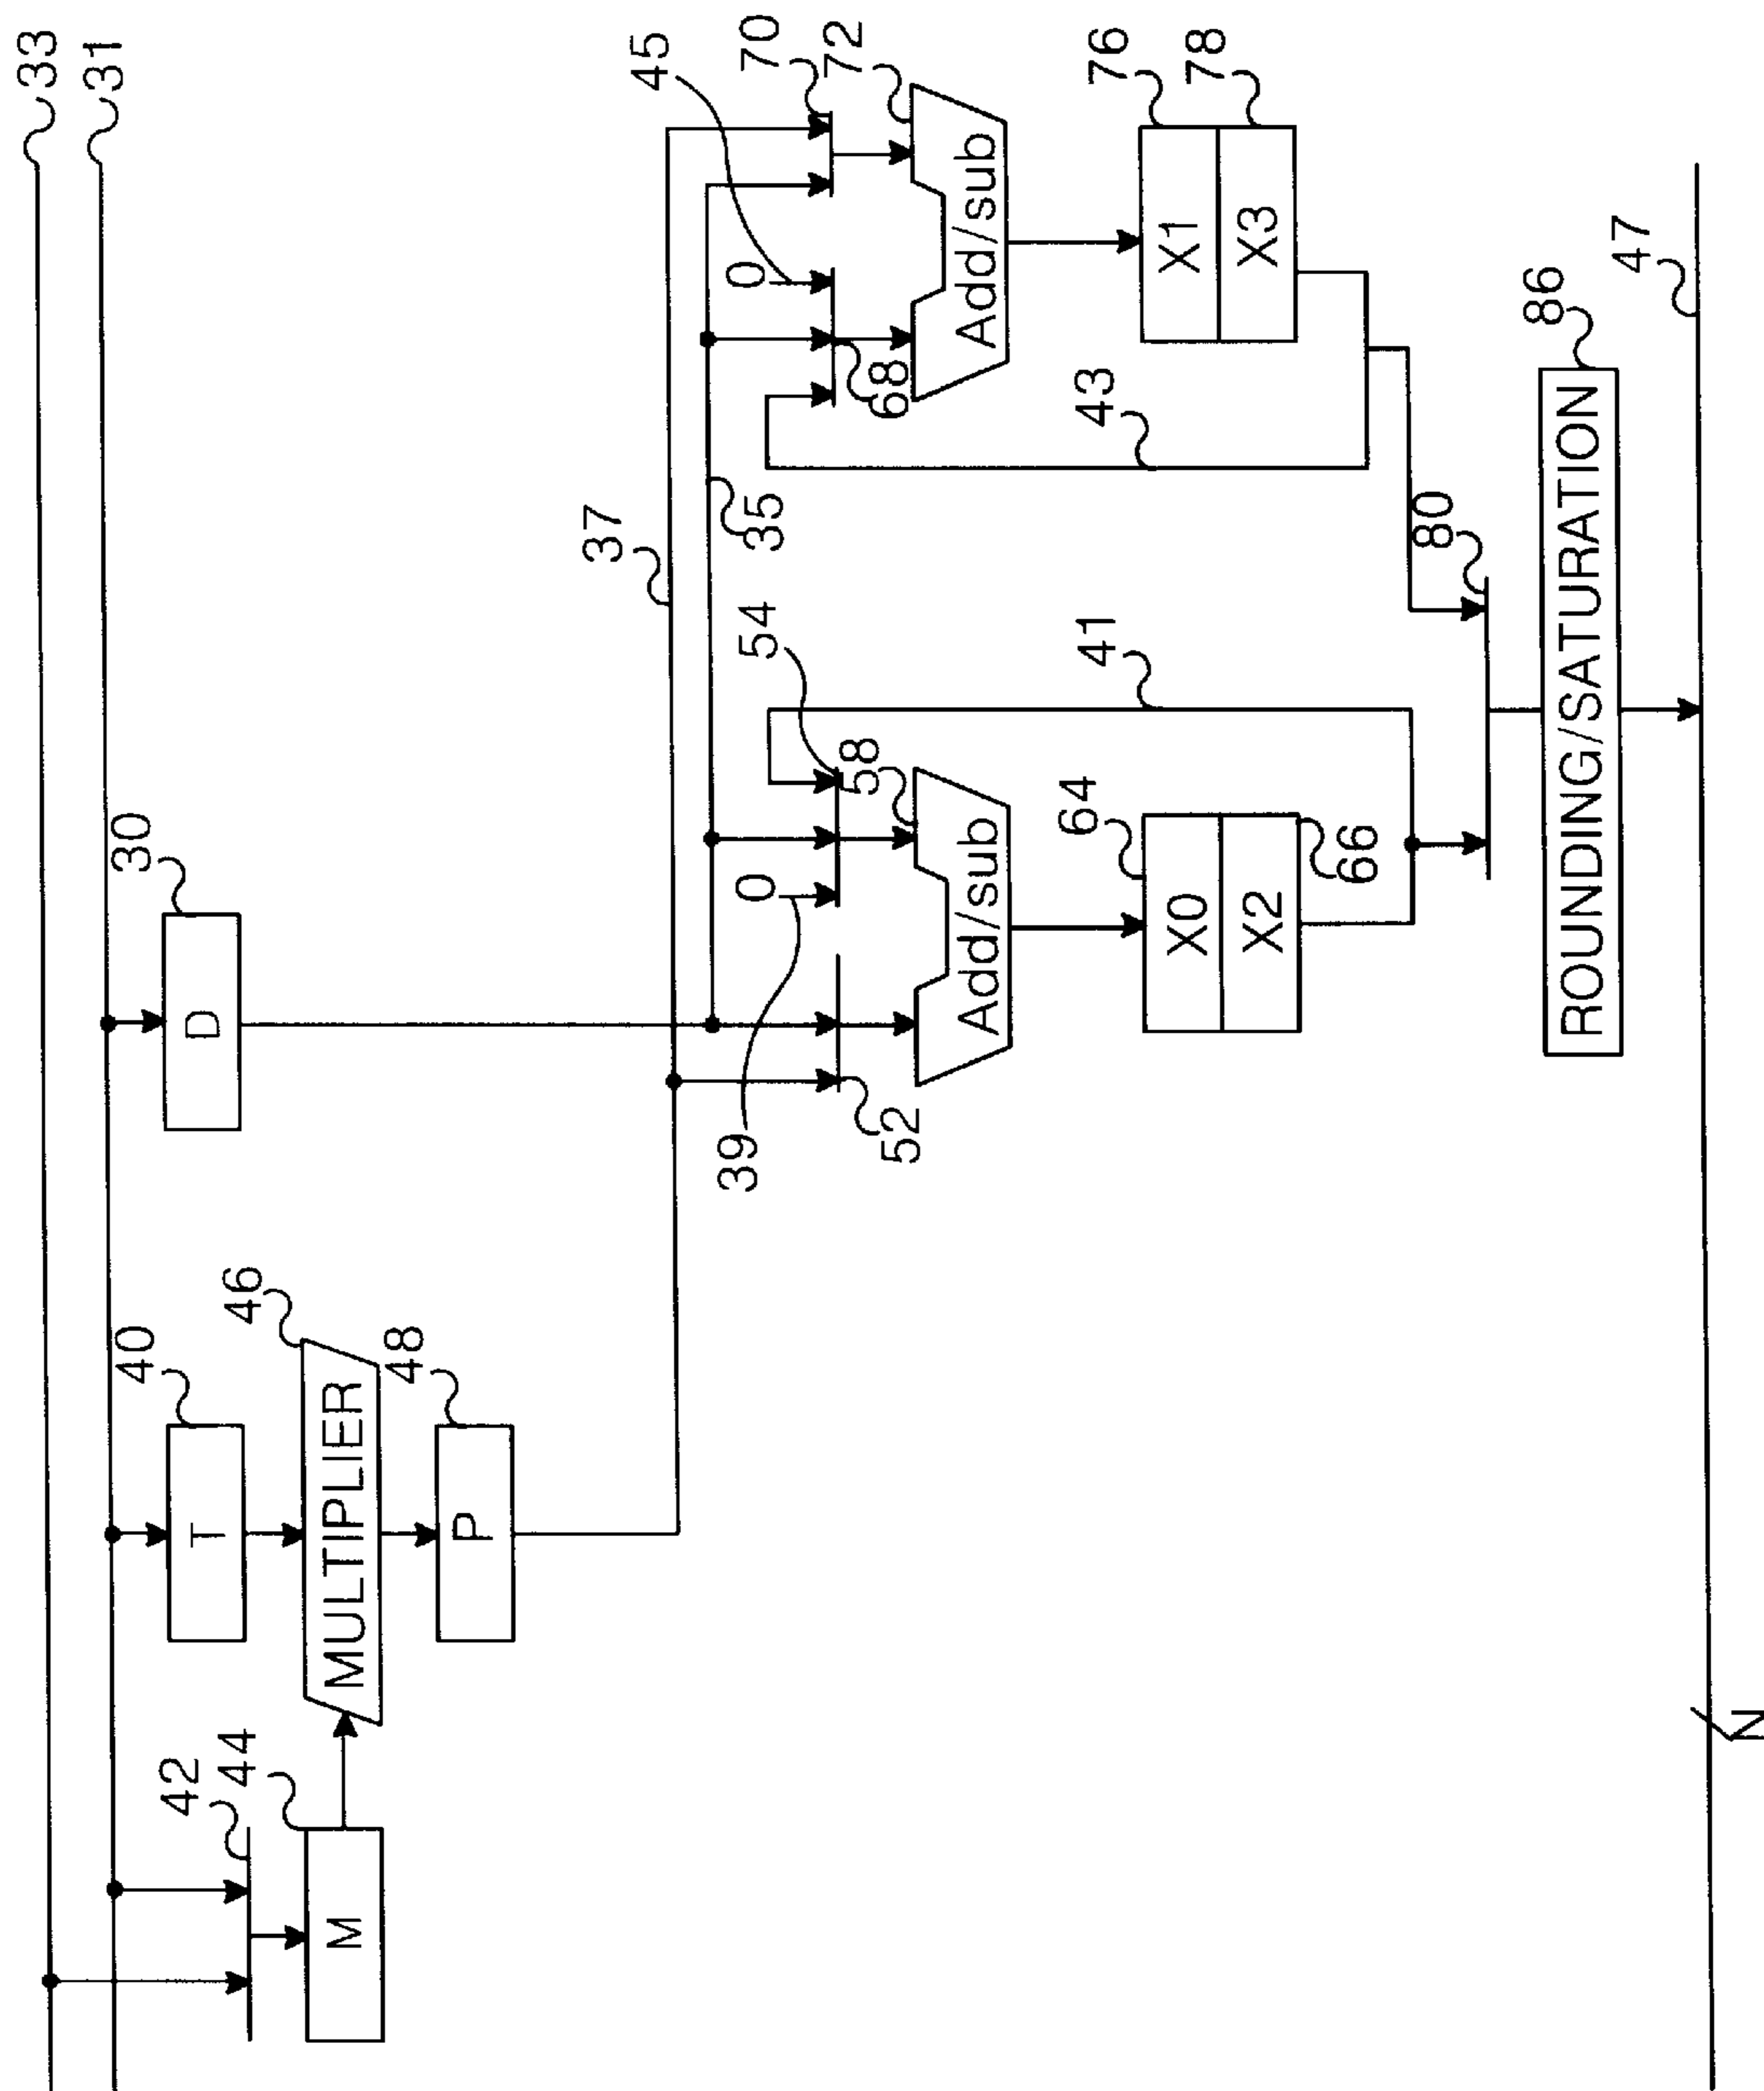 33
31
42
44
M
40
T
46
MULTIPLIER
48
P
30
D
37
35
45
70
72
0
68
Add/sub
39
0
54
52
58
Add/sub
41
43
64
X0
X2
66
76
78
X1
X3
80
86
ROUNDING/SATURATION
47
N